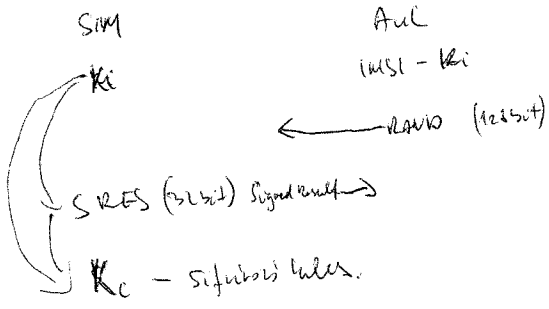 SIM AuC
Ki IMSI - Ki
RAND (128bit)
SRES (32bit) Signed Result
Kc -